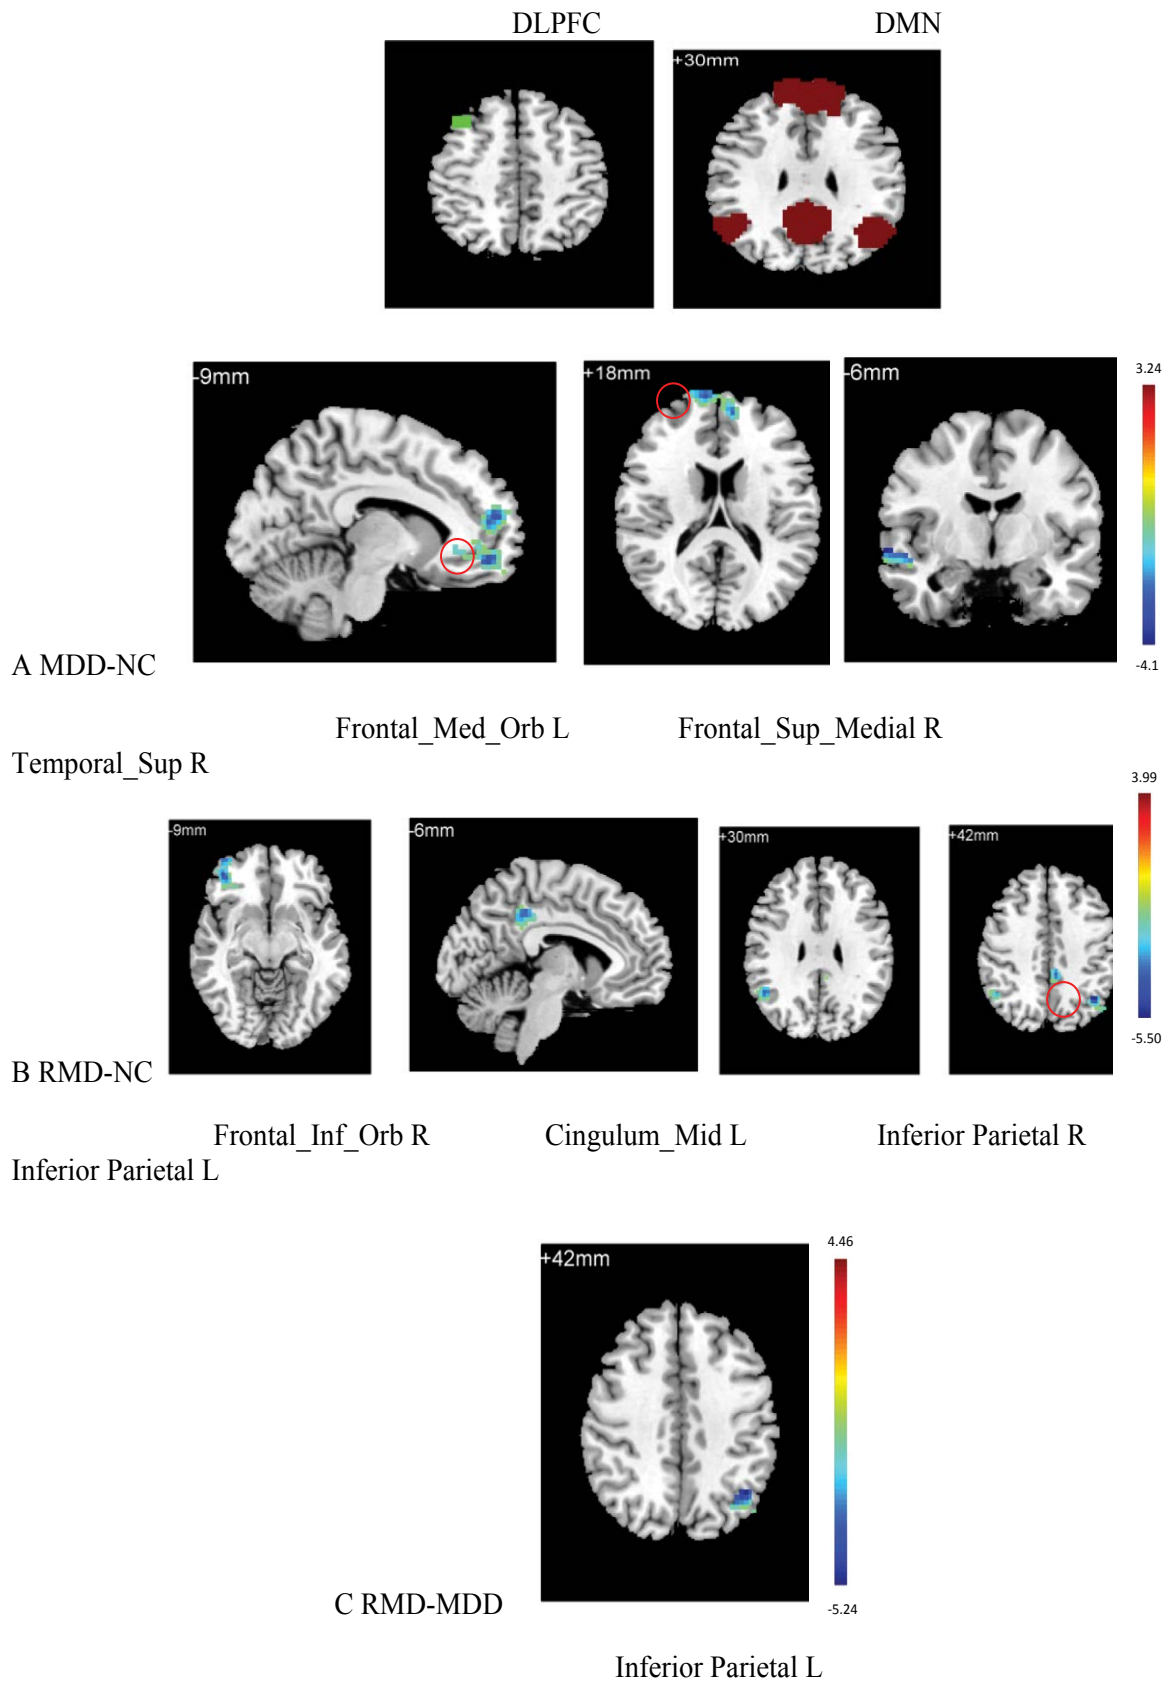 DLPFC DMN
+30mm
-9mm +18mm -6mm 3.24
-4.1
A MDD-NC
Frontal_Med_Orb L Frontal_Sup_Medial R
Temporal_Sup R
3.99
-9mm -6mm +30mm +42mm
-5.50
B RMD-NC
Frontal_Inf_Orb R Cingulum_Mid L Inferior Parietal R
Inferior Parietal L
4.46
+42mm
-5.24
C RMD-MDD
Inferior Parietal L